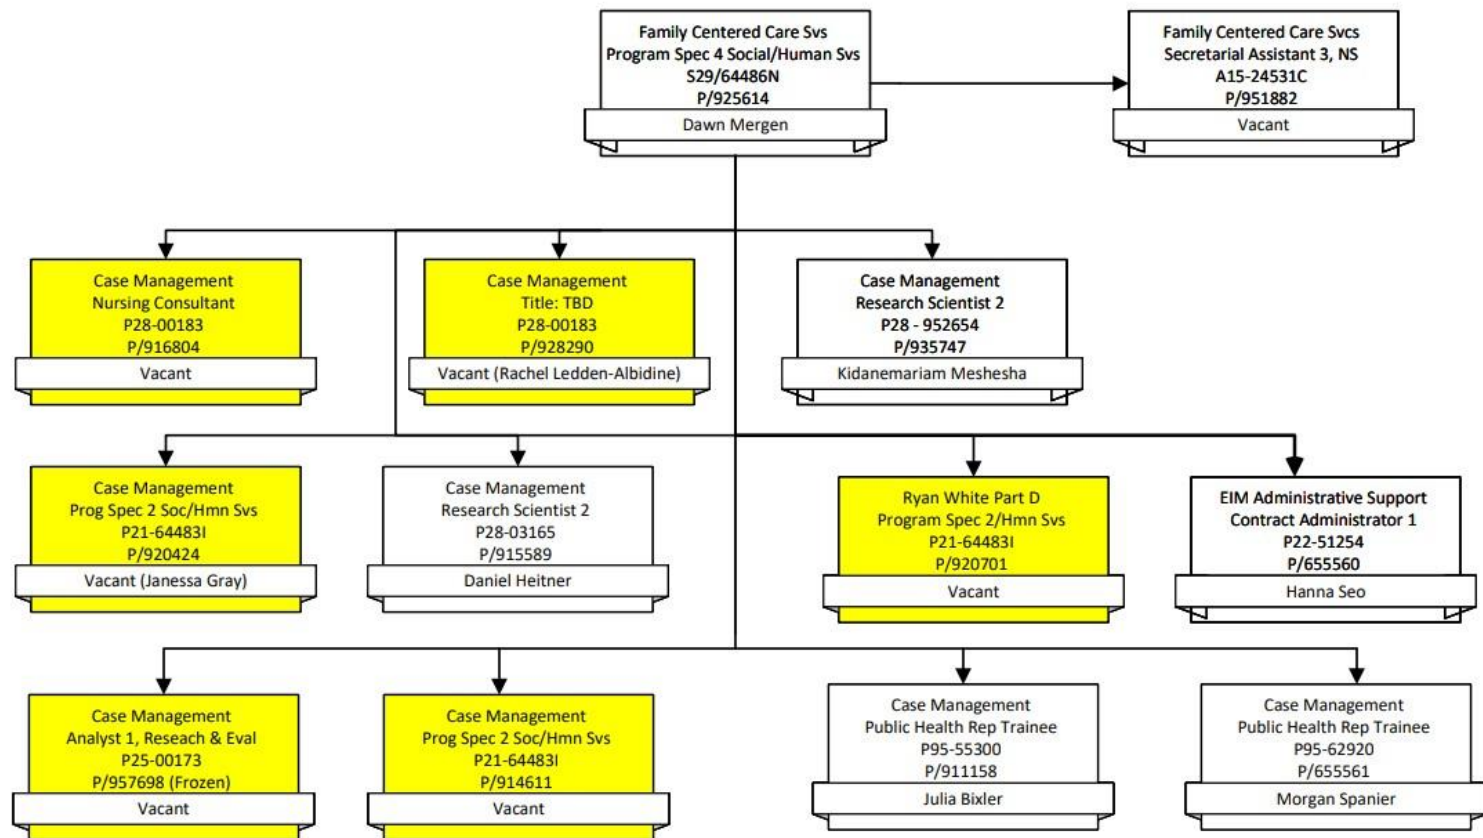 Family Centered Care Svs
Program Spec 4 Social/Human Svs
S29/64486N
P/925614
Dawn Mergen
Family Centered Care Svcs
Secretarial Assistant 3, NS
A15-24531C
P/951882
Vacant
Case Management
Nursing Consultant
P28-00183
P/916804
Vacant
Case Management
Title: TBD
P28-00183
P/928290
Vacant (Rachel Ledden-Albidine)
Case Management
Research Scientist 2
P28 - 952654
P/935747
Kidanemariam Meshesha
Case Management
Prog Spec 2 Soc/Hmn Svs
P21-64483I
P/920424
Vacant (Janessa Gray)
Case Management
Research Scientist 2
P28-03165
P/915589
Daniel Heitner
Ryan White Part D
Program Spec 2/Hmn Svs
P21-64483I
P/920701
Vacant
EIM Administrative Support
Contract Administrator 1
P22-51254
P/655560
Hanna Seo
Case Management
Analyst 1, Reseach & Eval
P25-00173
P/957698 (Frozen)
Vacant
Case Management
Prog Spec 2 Soc/Hmn Svs
P21-64483I
P/914611
Vacant
Case Management
Public Health Rep Trainee
P95-55300
P/911158
Julia Bixler
Case Management
Public Health Rep Trainee
P95-62920
P/655561
Morgan Spanier